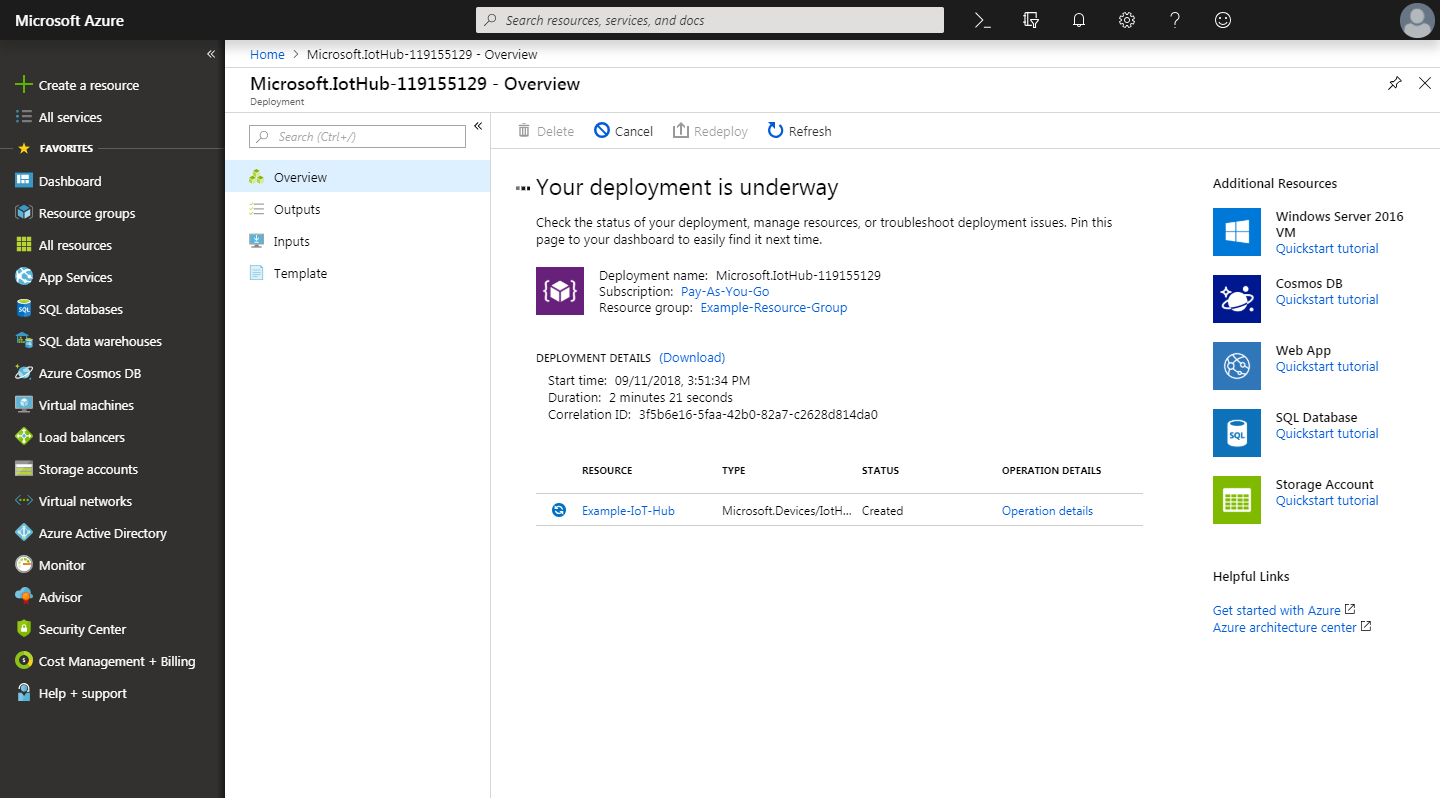 Microsoft Azure
Search resources, services, and docs
Create a resource
All services
FAVORITES
Dashboard
Resource groups
All resources
App Services
SQL databases
SQL data warehouses
Azure Cosmos DB
Virtual machines
Load balancers
Storage accounts
Virtual networks
Azure Active Directory
Monitor
Advisor
Security Center
Cost Management + Billing
Help + support
Home > Microsoft.IotHub-119155129 - Overview
Microsoft.IotHub-119155129 - Overview
Deployment
Search (Ctrl+/)
Overview
Outputs
Inputs
Template
Delete Cancel Redeploy Refresh
Your deployment is underway
Check the status of your deployment, manage resources, or troubleshoot deployment issues. Pin this
page to your dashboard to easily find it next time.
Deployment name: Microsoft.IotHub-119155129
Subscription: Pay-As-You-Go
Resource group: Example-Resource-Group
DEPLOYMENT DETAILS (Download)
Start time: 09/11/2018, 3:51:34 PM
Duration: 2 minutes 21 seconds
Correlation ID: 3f5b6e16-5faa-42b0-82a7-c2628d814da0
RESOURCE TYPE STATUS OPERATION DETAILS
Example-IoT-Hub Microsoft.Devices/IotH... Created Operation details
Additional Resources
Windows Server 2016
VM
Quickstart tutorial
Cosmos DB
Quickstart tutorial
Web App
Quickstart tutorial
SQL Database
Quickstart tutorial
Storage Account
Quickstart tutorial
Helpful Links
Get started with Azure
Azure architecture center